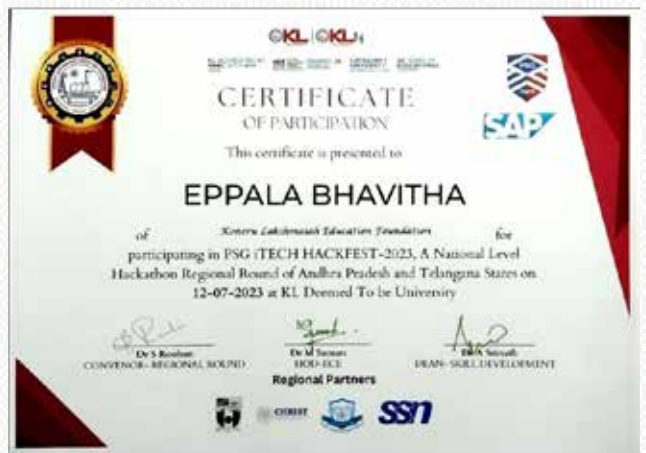 KL KL
CERTIFICATE
OF PARTICIPATION
This certificate is presented to
SAP
EPPALA BHAVITHA
of Koneru Lakshmaiah Education Foundation for
participating in PSG iTECH HACKFEST-2023, A National Level
Hackathon Regional Round of Andhra Pradesh and Telangana States on
12-07-2023 at KL Deemed To be University
Dr S
Dr M
Dr
CONVENOR- REGIONAL ROUND
HOD-ECE
DEAN- SKILL DEVELOPMENT
Regional Partners
CHRIST
SSN